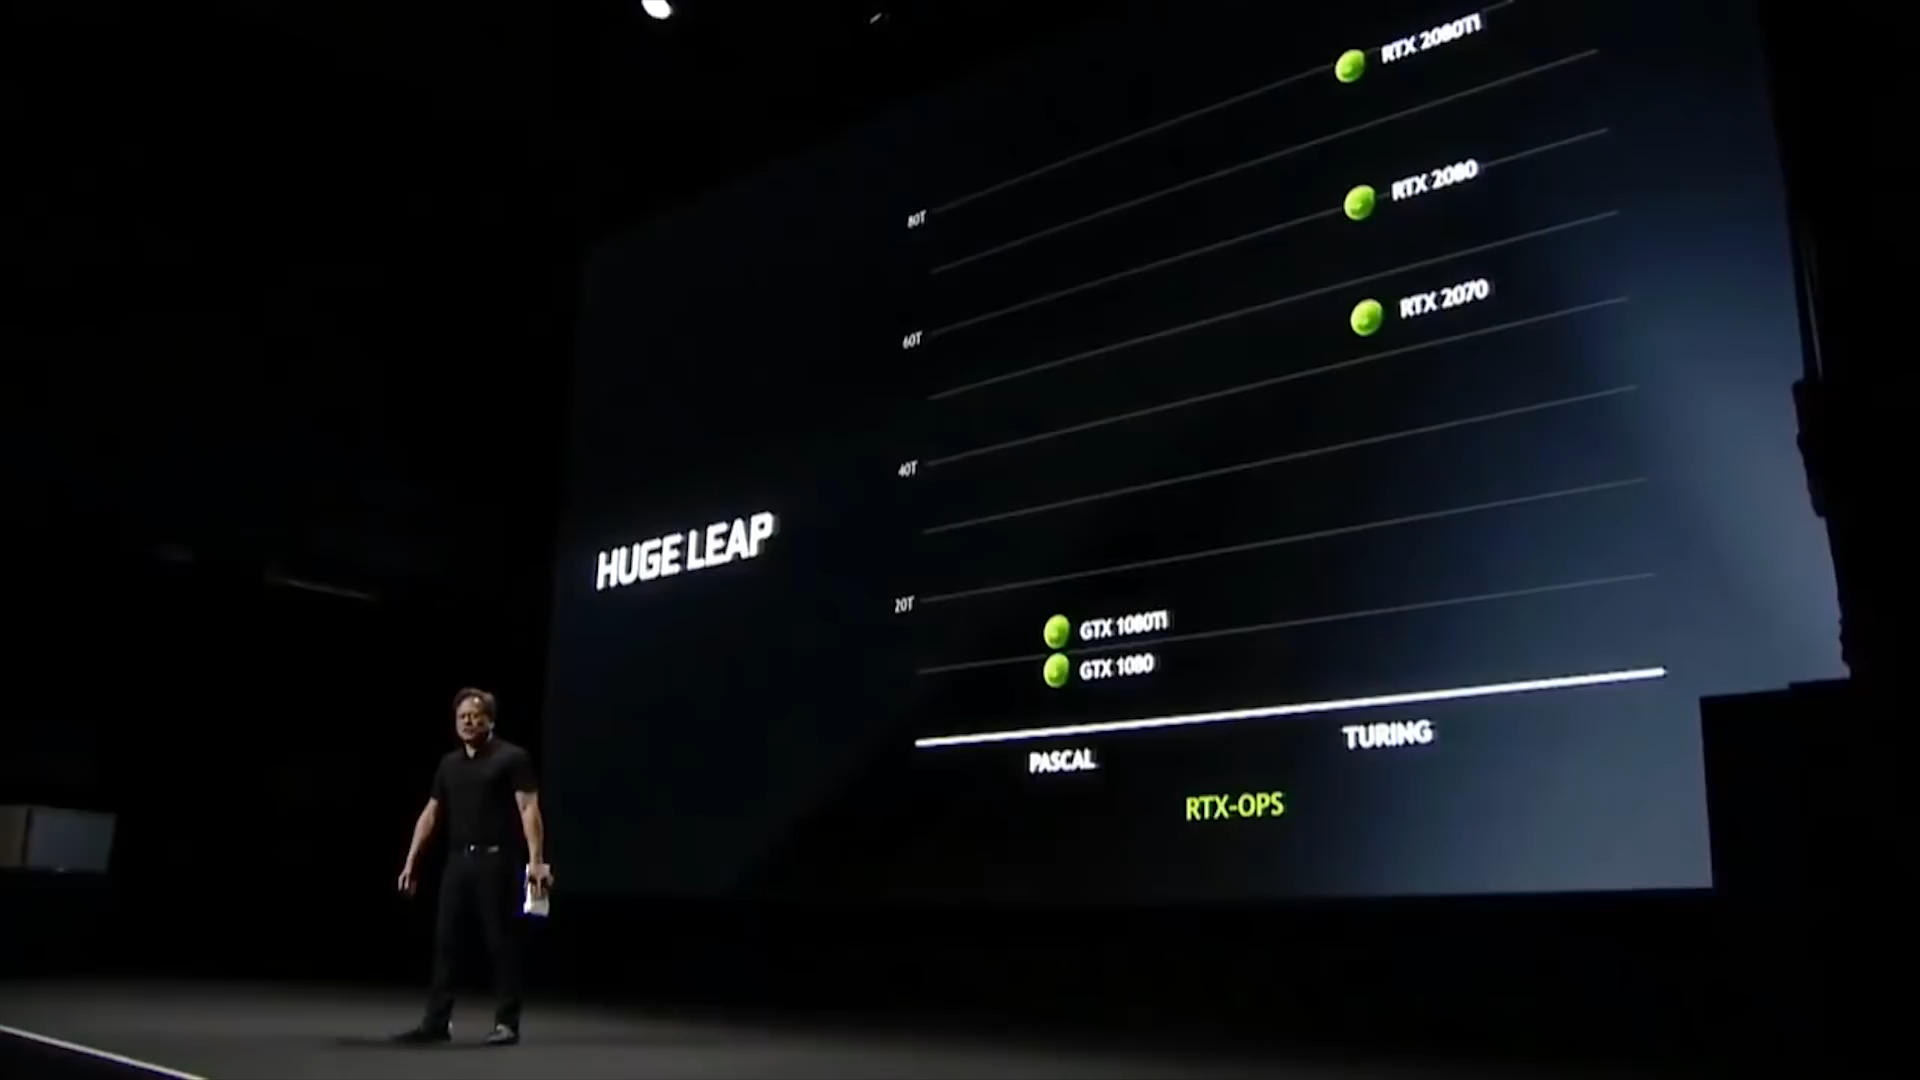 RTX 2080TI
RTX 2080
80T
RTX 2070
60T
40T
HUGE LEAP
20T
GTX 1080TI
GTX 1080
TURING
PASCAL
RTX-OPS